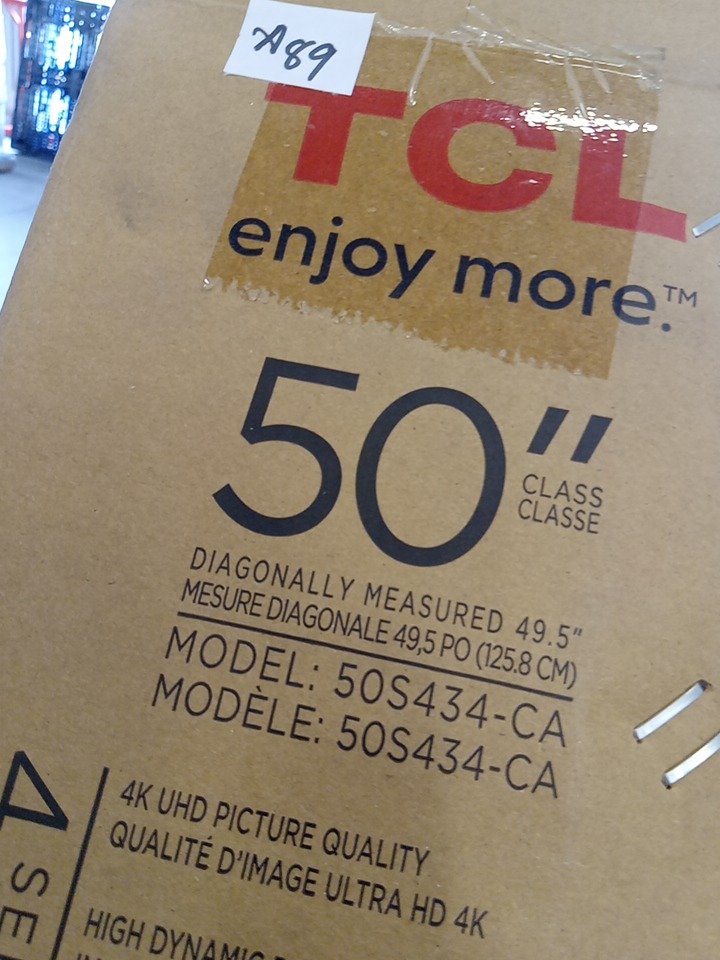 A89
TCL
enjoy more.™
50"
CLASS
CLASSE
DIAGONALLY MEASURED 49.5"
MESURE DIAGONALE 49,5 PO (125.8 CM)
MODEL: 50S434-CA
MODÈLE: 50S434-CA
4K UHD PICTURE QUALITY
QUALITÉ D'IMAGE ULTRA HD 4K
HIGH DYNAMIC
4